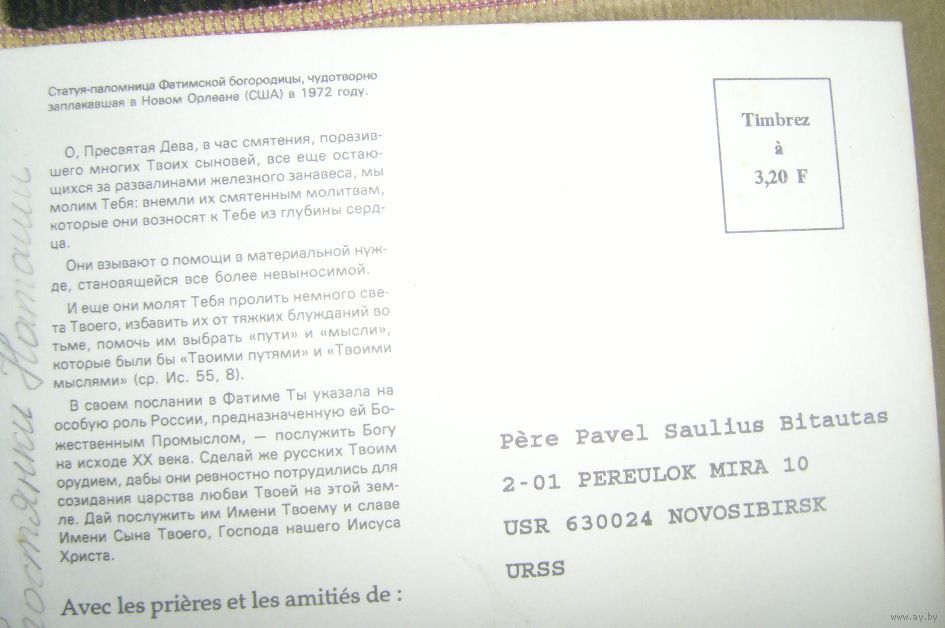 Статуя-паломница Фатимской богородицы, чудотворно
заплакавшая в Новом Орлеане (США) в 1972 году.
О, Пресвятая Дева, в час смятения, поразив-
шего многих Твоих сыновей, все еще остаю-
щихся за развалинами железного занавеса, мы
молим Тебя: внемли их смятенным молитвам,
которые они возносят к Тебе из глубины серд-
ца.
Они взывают о помощи в материальной нуж-
де, становящейся все более невыносимой.
И еще они молят Тебя пролить немного све-
та Твоего, избавить их от тяжких блужданий во
тьме, помочь им выбрать «пути» и «мысли»,
которые были бы «Твоими путями» и «Твоими
мыслями» (ср. Ис. 55, 8).
В своем послании в Фатиме Ты указала на
особую роль России, предназначенную ей Бо-
жественным Промыслом, — послужить Богу
на исходе XX века. Сделай же русских Твоим
орудием, дабы они ревностно потрудились для
созидания царства любви Твоей на этой зем-
ле. Дай послужить им Имени Твоему и славе
Имени Сына Твоего, Господа нашего Иисуса
Христа.
Avec les prières et les amitiés de :
Timbrez
à
3,20 F
Père Pavel Saulius Bitautas
2-01 PEREULOK MIRA 10
USR 630024 NOVOSIBIRSK
URSS
Наташи
www.ay.by